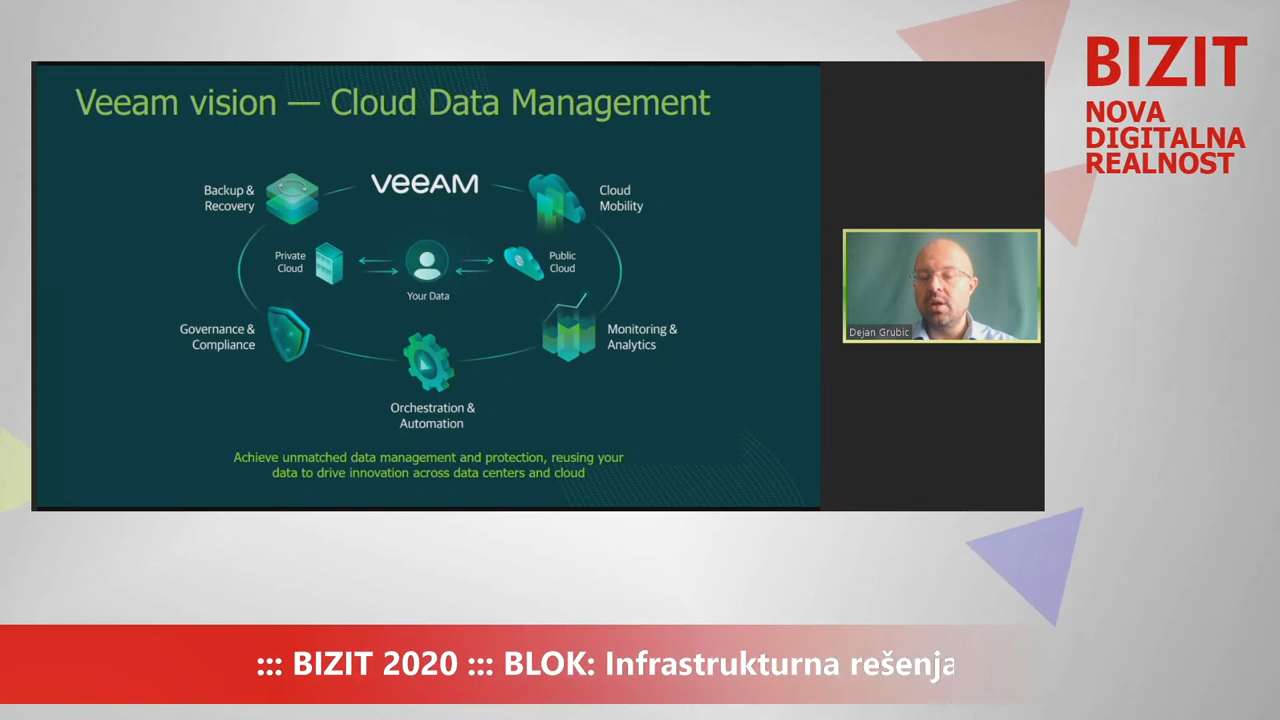 Veeam vision — Cloud Data Management
VEEAM
Backup &
Recovery
Cloud
Mobility
Private
Cloud
Public
Cloud
Your Data
Governance &
Compliance
Monitoring &
Analytics
Orchestration &
Automation
Achieve unmatched data management and protection, reusing your
data to drive innovation across data centers and cloud
Dejan Grubic
BIZIT
NOVA
DIGITALNA
REALNOST
::: BIZIT 2020 ::: BLOK: Infrastrukturna rešenja